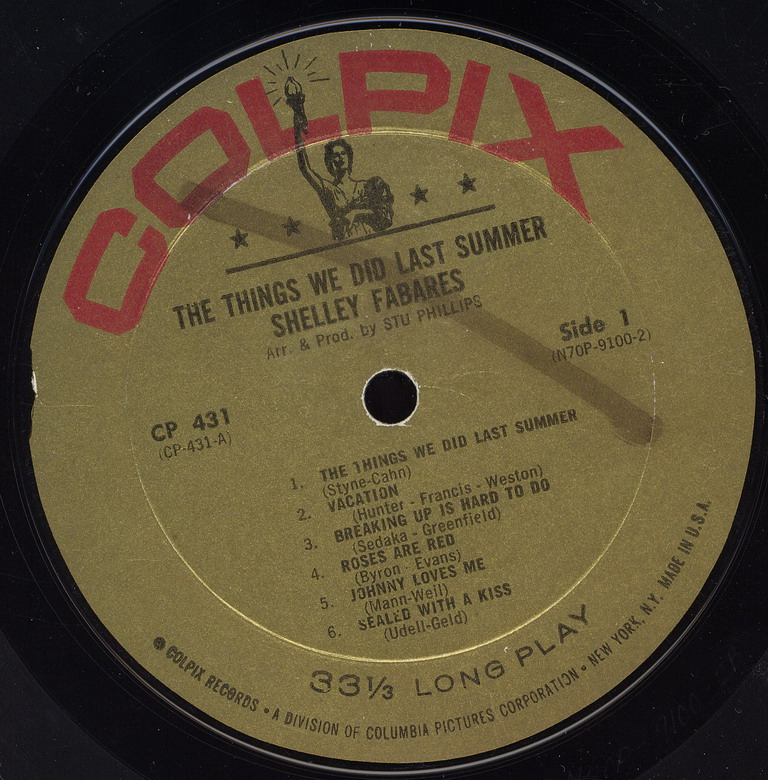 COLPIX
THE THINGS WE DID LAST SUMMER
SHELLEY FABARES
Arr. & Prod. by STU PHILLIPS
Side 1
(N70P-9100-2)
CP 431
(CP-431-A)
1. THE THINGS WE DID LAST SUMMER
(Styne-Cahn)
2. VACATION
(Hunter - Francis - Weston)
3. BREAKING UP IS HARD TO DO
(Sedaka - Greenfield)
4. ROSES ARE RED
(Byron - Evans)
5. JOHNNY LOVES ME
(Mann-Weil)
6. SEALED WITH A KISS
(Udell-Geld)
33⅓ LONG PLAY
COLPIX RECORDS • A DIVISION OF COLUMBIA PICTURES CORPORATION • NEW YORK, N.Y. MADE IN U.S.A.